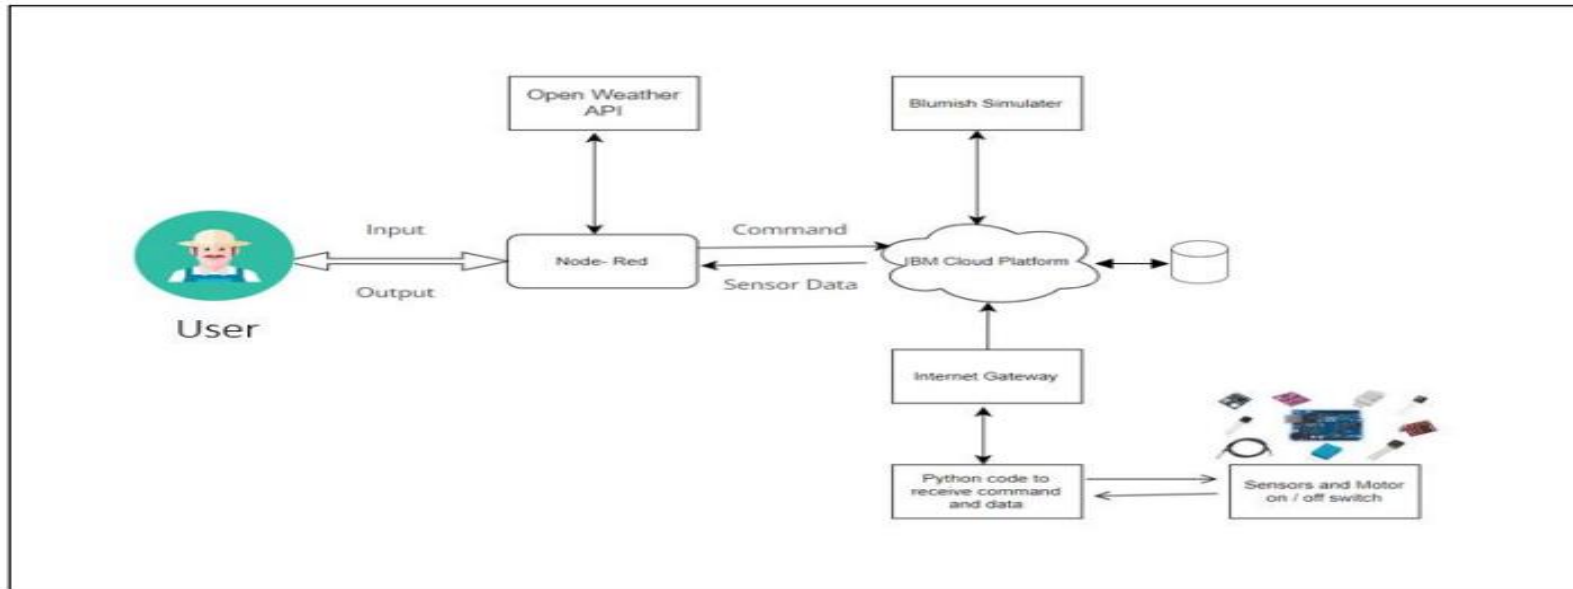 Open Weather
API
Blumish Simulater
Input
Command
Node- Red
IBM Cloud Platform
Output
Sensor Data
User
Internet Gateway
Python code to
receive command
and data
Sensors and Motor
on / off switch